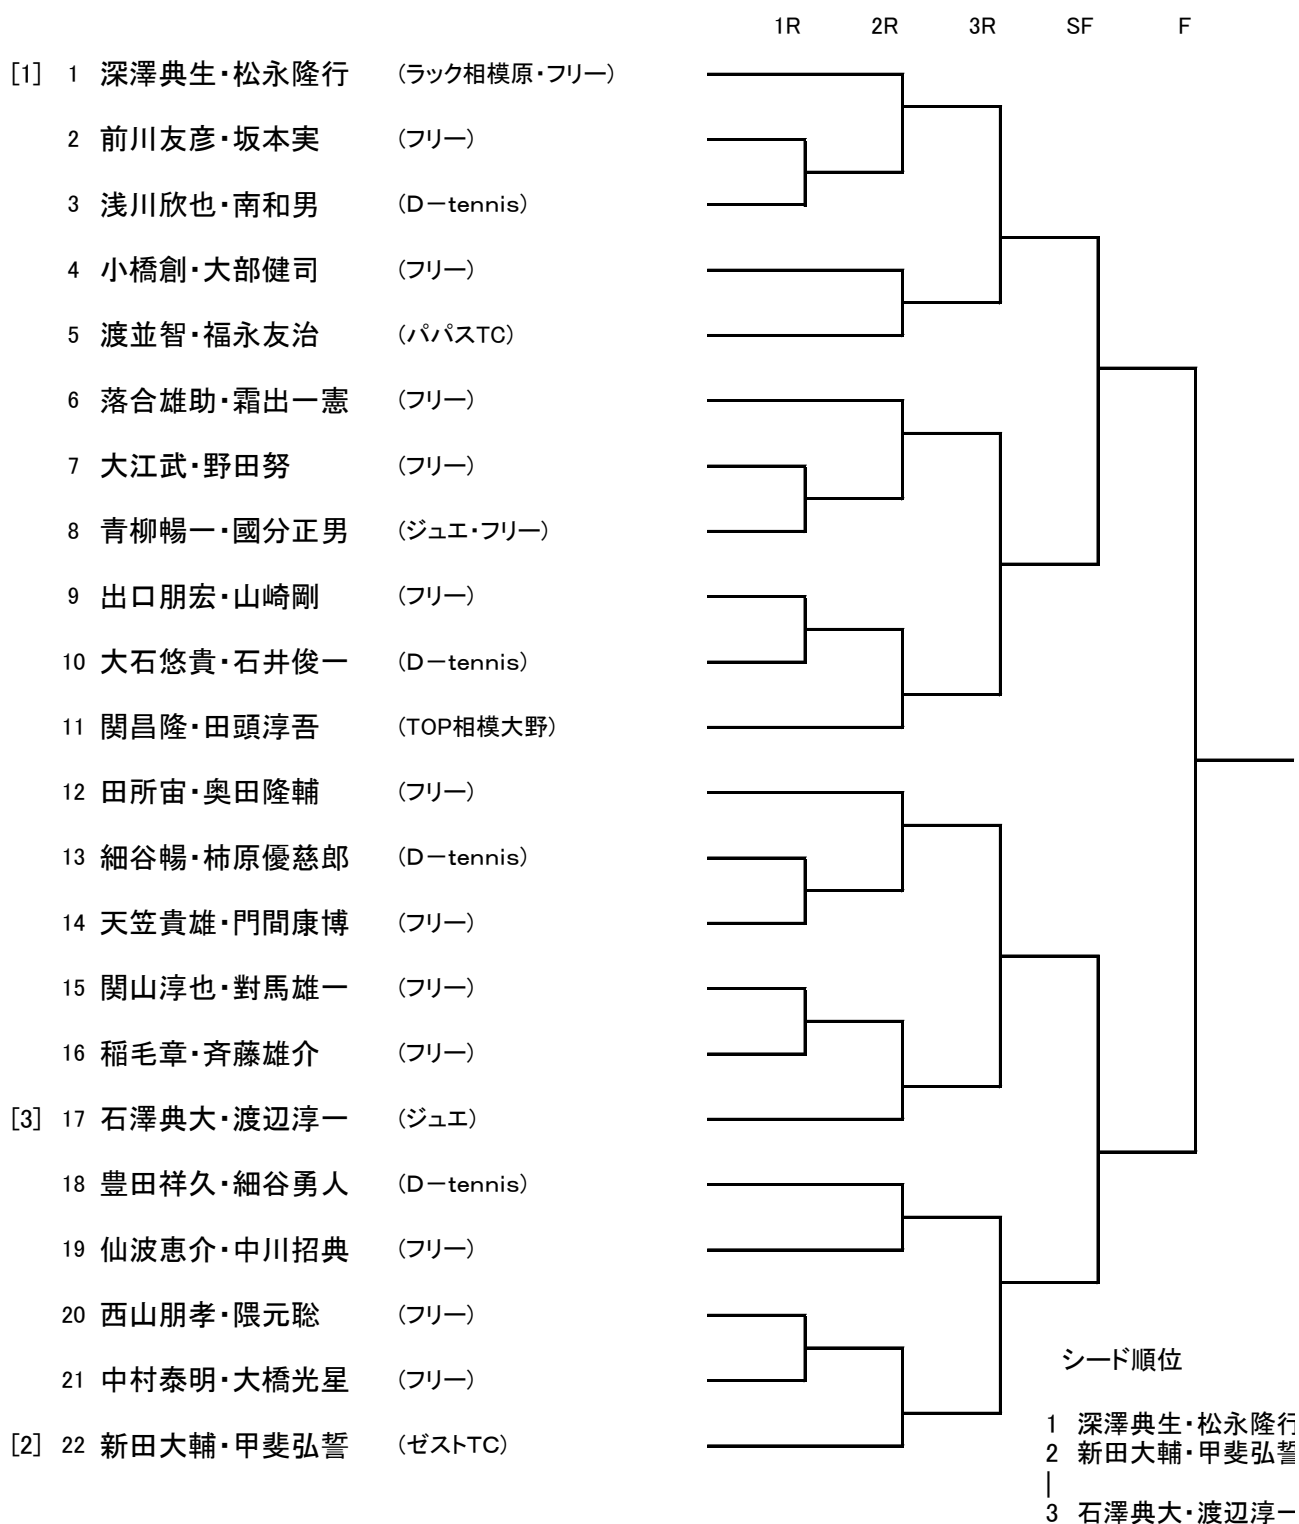 1R 2R 3R SF F
[1] 1 深澤典生・松永隆行 (ラック相模原・フリー)
2 前川友彦・坂本実 (フリー)
3 浅川欣也・南和男 (D－tennis)
4 小橋創・大部健司 (フリー)
5 渡並智・福永友治 (パパスTC)
6 落合雄助・霜出一憲 (フリー)
7 大江武・野田努 (フリー)
8 青柳暢一・國分正男 (ジュエ・フリー)
9 出口朋宏・山崎剛 (フリー)
10 大石悠貴・石井俊一 (D－tennis)
11 関昌隆・田頭淳吾 (TOP相模大野)
12 田所宙・奥田隆輔 (フリー)
13 細谷暢・柿原優慈郎 (D－tennis)
14 天笠貴雄・門間康博 (フリー)
15 関山淳也・對馬雄一 (フリー)
16 稲毛章・斉藤雄介 (フリー)
[3] 17 石澤典大・渡辺淳一 (ジュエ)
18 豊田祥久・細谷勇人 (D－tennis)
19 仙波恵介・中川招典 (フリー)
20 西山朋孝・隈元聡 (フリー)
21 中村泰明・大橋光星 (フリー)
[2] 22 新田大輔・甲斐弘誓 (ゼストTC)
シード順位
1 深澤典生・松永隆行
2 新田大輔・甲斐弘誓
|
3 石澤典大・渡辺淳一